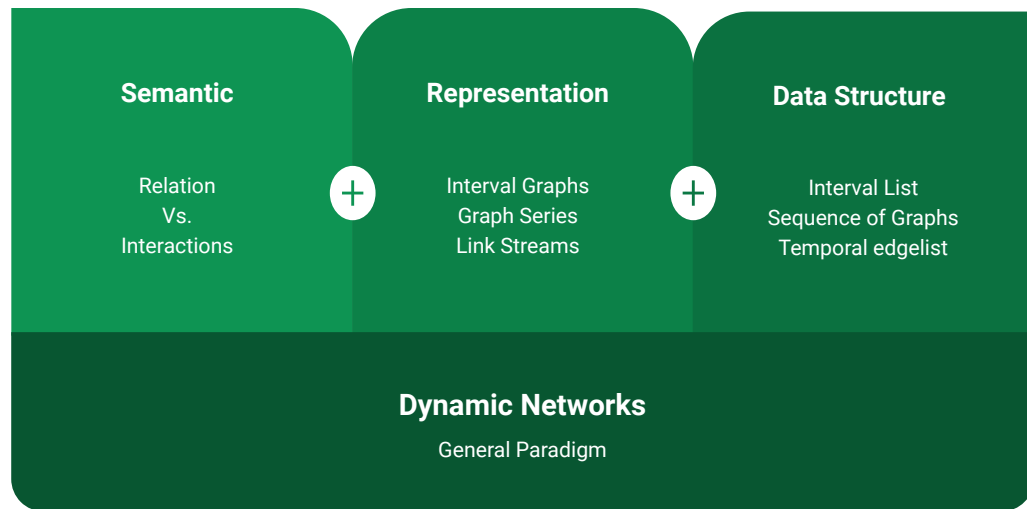 Semantic
Relation
Vs.
Interactions
Representation
Interval Graphs
Graph Series
Link Streams
Data Structure
Interval List
Sequence of Graphs
Temporal edgelist
Dynamic Networks
General Paradigm